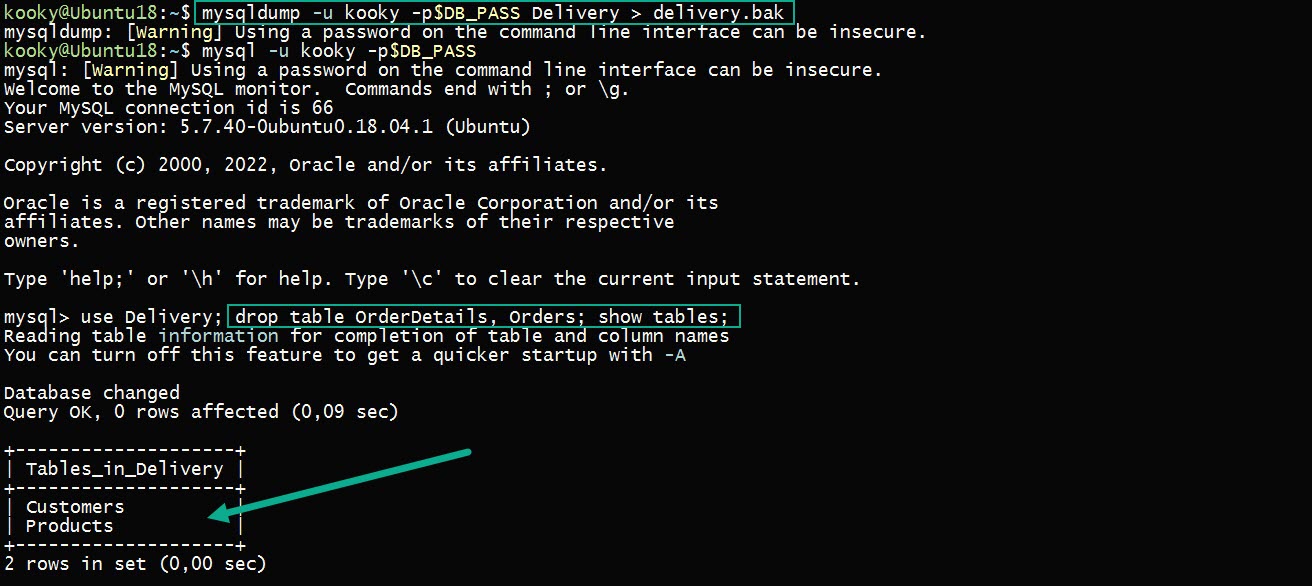 kooky@Ubuntu18:~$ mysqldump -u kooky -p$DB_PASS Delivery > delivery.bak
mysqldump: [Warning] Using a password on the command line interface can be insecure.
kooky@Ubuntu18:~$ mysql -u kooky -p$DB_PASS
mysql: [Warning] Using a password on the command line interface can be insecure.
Welcome to the MySQL monitor.  Commands end with ; or \g.
Your MySQL connection id is 66
Server version: 5.7.40-0ubuntu0.18.04.1 (Ubuntu)

Copyright (c) 2000, 2022, Oracle and/or its affiliates.

Oracle is a registered trademark of Oracle Corporation and/or its
affiliates. Other names may be trademarks of their respective
owners.

Type 'help;' or '\h' for help. Type '\c' to clear the current input statement.

mysql> use Delivery; drop table OrderDetails, Orders; show tables;
Reading table information for completion of table and column names
You can turn off this feature to get a quicker startup with -A

Database changed
Query OK, 0 rows affected (0,09 sec)

+--------------------+
| Tables_in_Delivery |
+--------------------+
| Customers          |
| Products           |
+--------------------+
2 rows in set (0,00 sec)